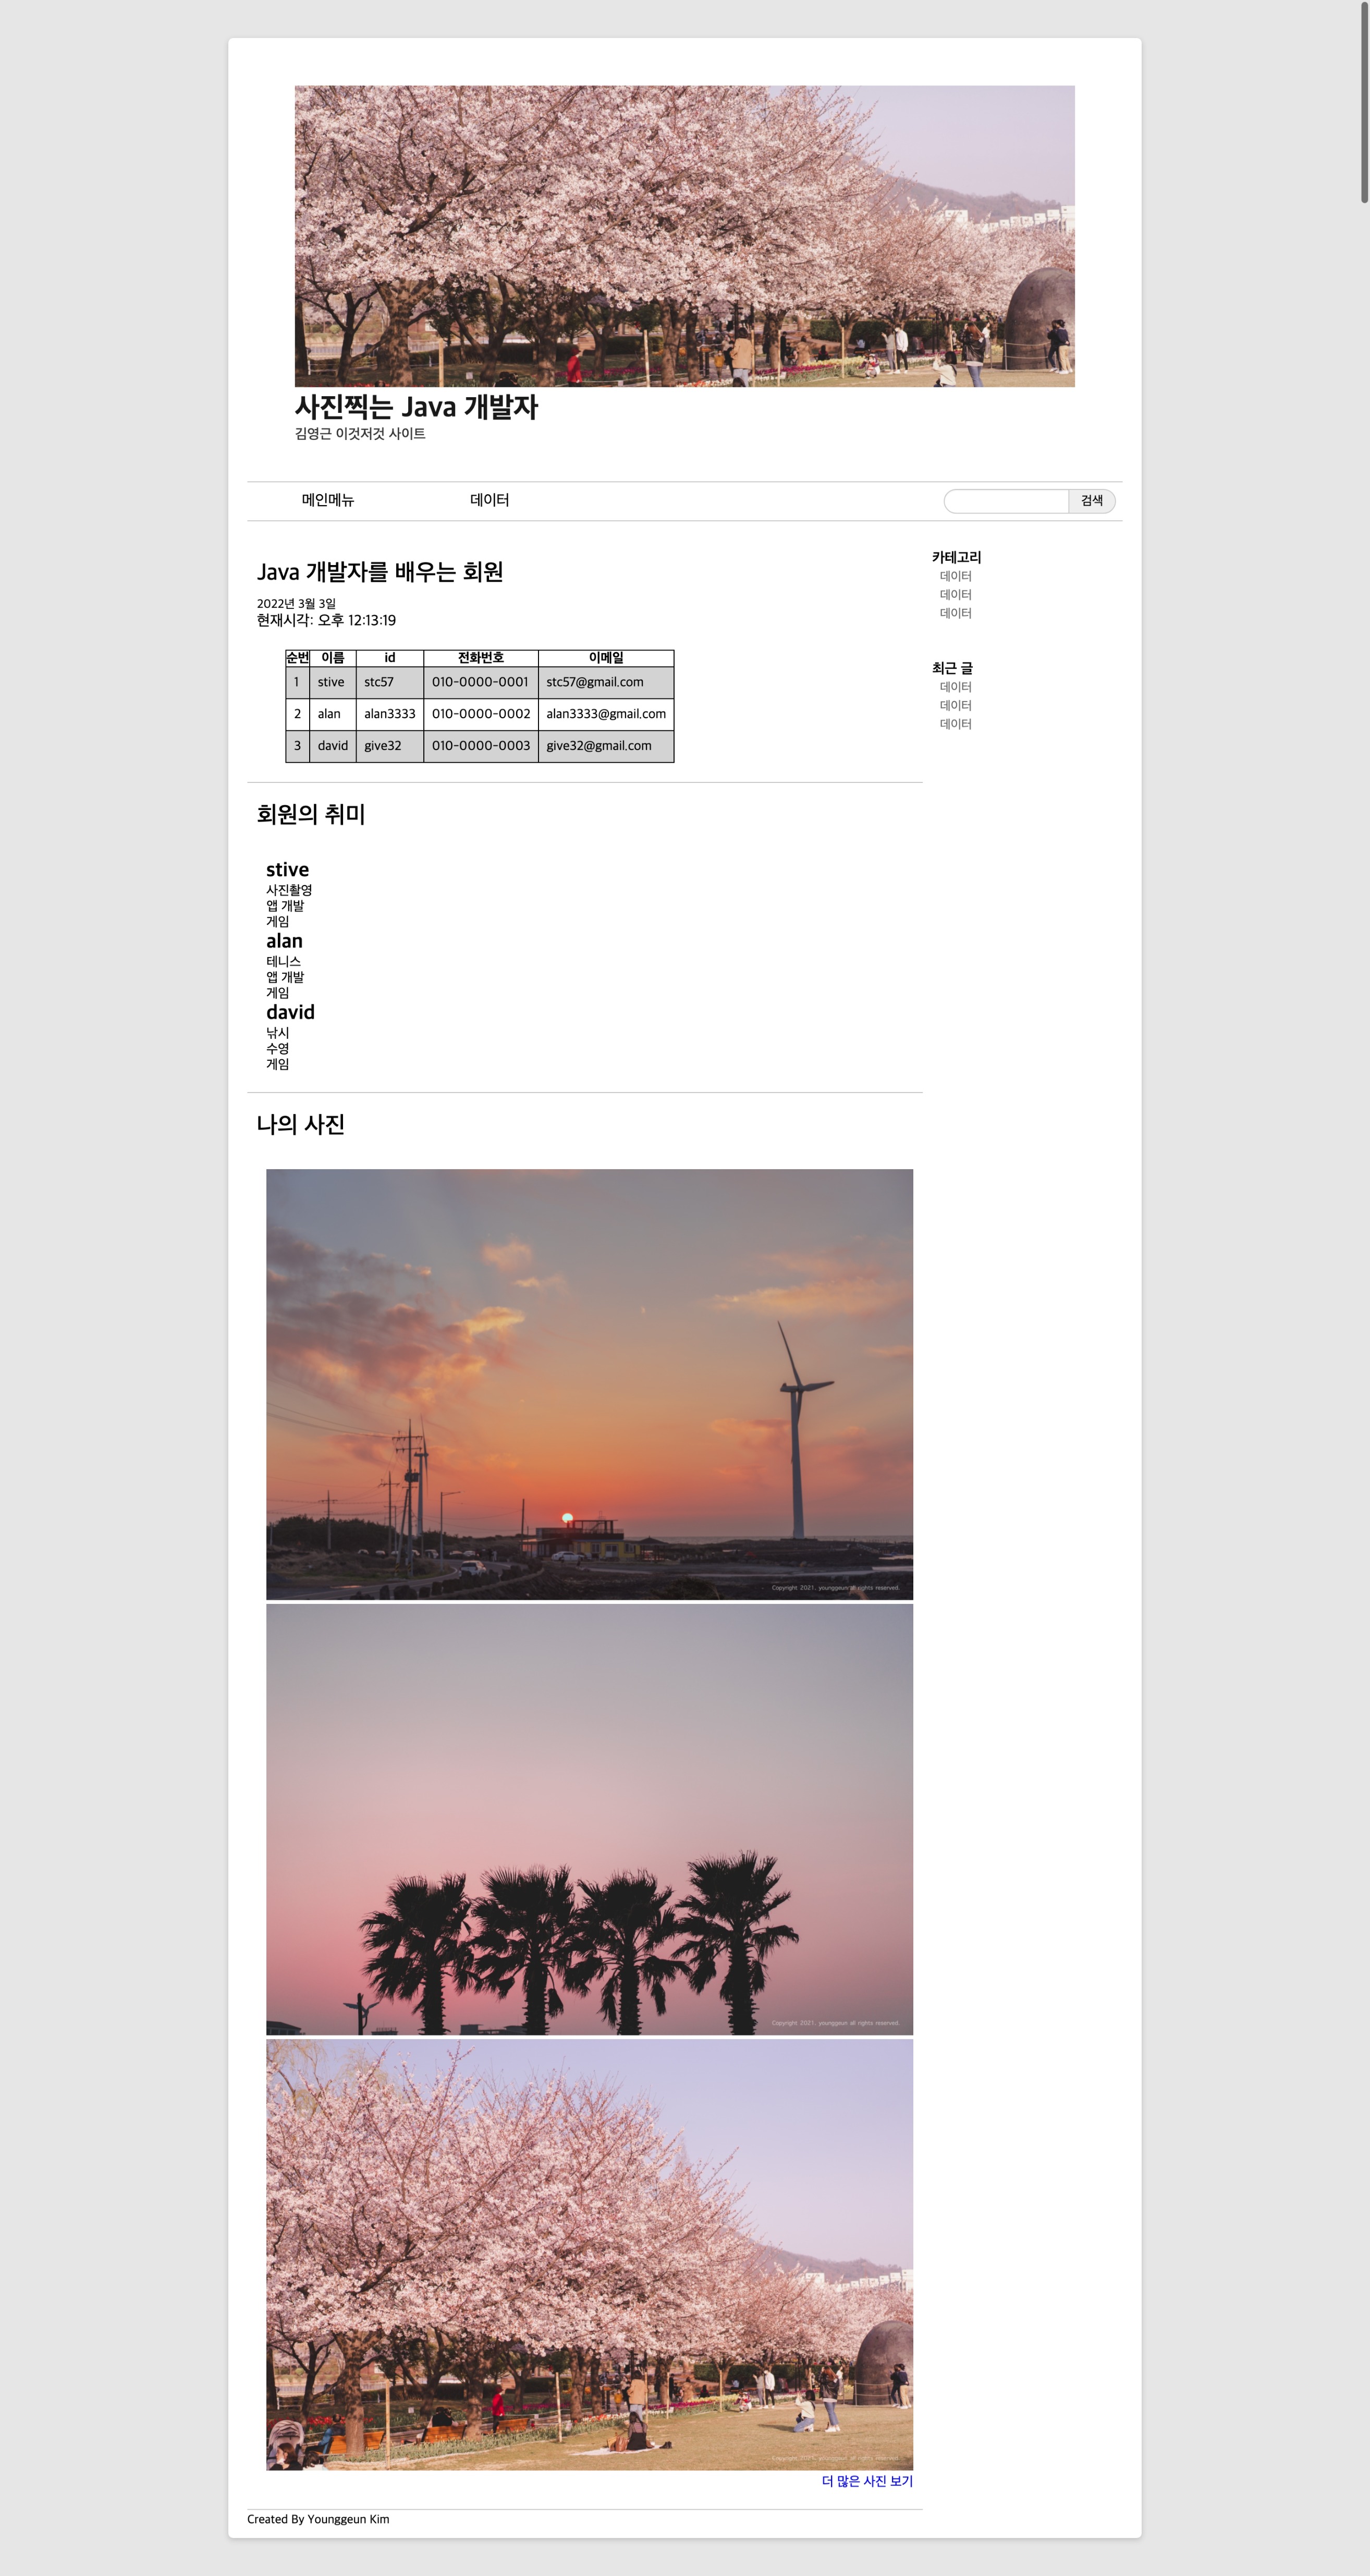 사진찍는 Java 개발자
김영근 이것저것 사이트
메인메뉴 데이터 검색
Java 개발자를 배우는 회원
2022년 3월 3일
현재시각: 오후 12:13:19
순번 이름 id 전화번호 이메일
1 stive stc57 010-0000-0001 stc57@gmail.com
2 alan alan3333 010-0000-0002 alan3333@gmail.com
3 david give32 010-0000-0003 give32@gmail.com
카테고리
데이터
데이터
데이터
최근 글
데이터
데이터
데이터
회원의 취미
stive
사진촬영
앱 개발
게임
alan
테니스
앱 개발
게임
david
낚시
수영
게임
나의 사진
Copyright 2021. younggeun all rights reserved.
Copyright 2021. younggeun all rights reserved.
Copyright 2021. younggeun all rights reserved.
더 많은 사진 보기
Created By Younggeun Kim